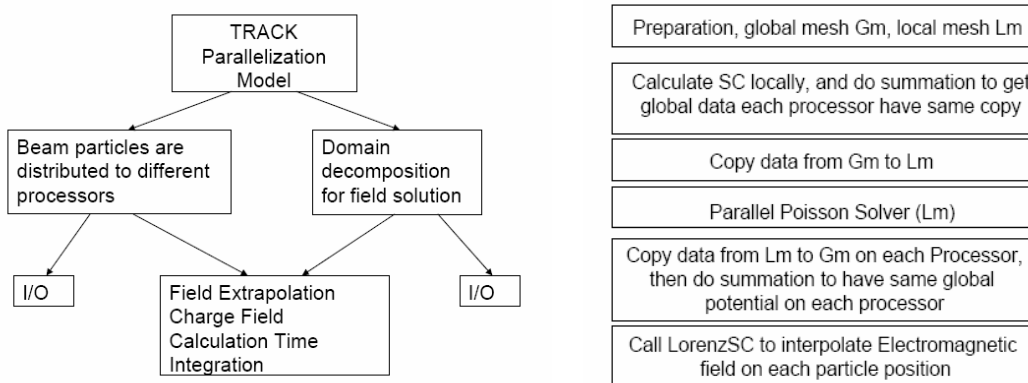 TRACK
Parallelization
Model
Beam particles are
distributed to different
processors
Domain
decomposition
for field solution
I/O
Field Extrapolation
Charge Field
Calculation Time
Integration
I/O
Preparation, global mesh Gm, local mesh Lm
Calculate SC locally, and do summation to get
global data each processor have same copy
Copy data from Gm to Lm
Parallel Poisson Solver (Lm)
Copy data from Lm to Gm on each Processor,
then do summation to have same global
potential on each processor
Call LorenzSC to interpolate Electromagnetic
field on each particle position